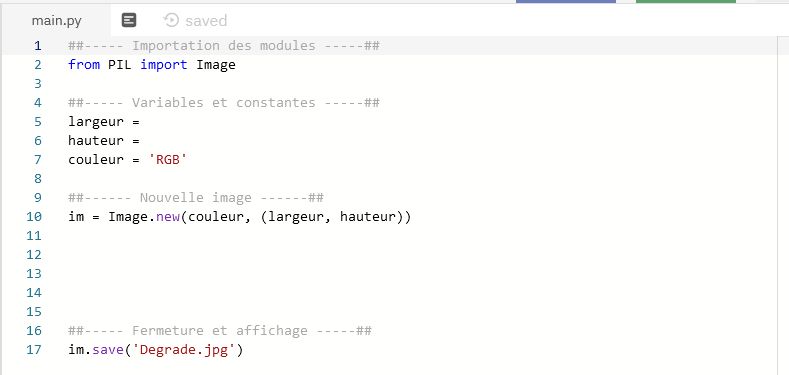 main.py saved
1 ##----- Importation des modules -----##
2 from PIL import Image
3
4 ##----- Variables et constantes -----##
5 largeur =
6 hauteur =
7 couleur = 'RGB'
8
9 ##------ Nouvelle image ------##
10 im = Image.new(couleur, (largeur, hauteur))
11
12
13
14
15
16 ##----- Fermeture et affichage -----##
17 im.save('Degrade.jpg')